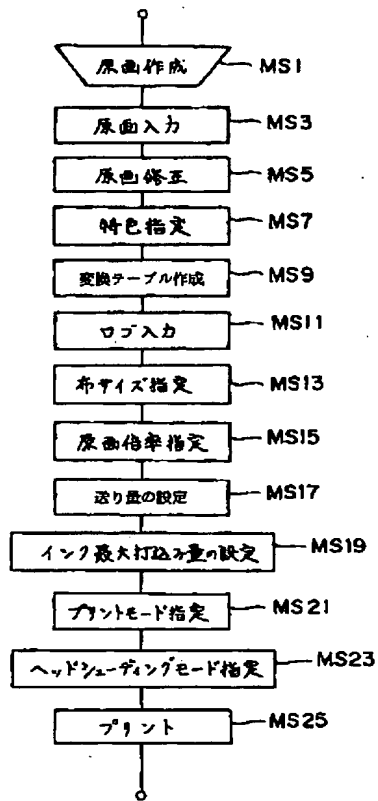 原画作成 MS1
原画入力 MS3
原画修正 MS5
特色指定 MS7
変換テーブル作成 MS9
ロゴ入力 MS11
布サイズ指定 MS13
原画倍率指定 MS15
送り量の設定 MS17
インク最大打込み量の設定 MS19
プリントモード指定 MS21
ヘッドシェーディングモード指定 MS23
プリント MS25